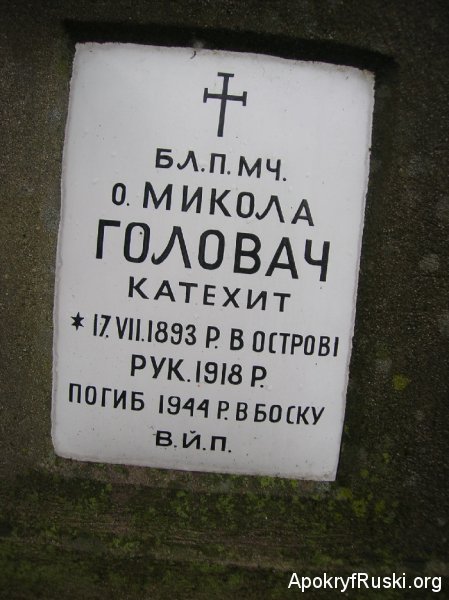 БЛ.П.МЧ.
О. МИКОЛА
ГОЛОВАЧ
КАТЕХИТ
* 17. VII. 1893 Р. В ОСТРОВІ
РУК. 1918 Р.
ПОГИБ 1944 Р. В БОСКУ
В.Й.П.
ApokryfRuski.org